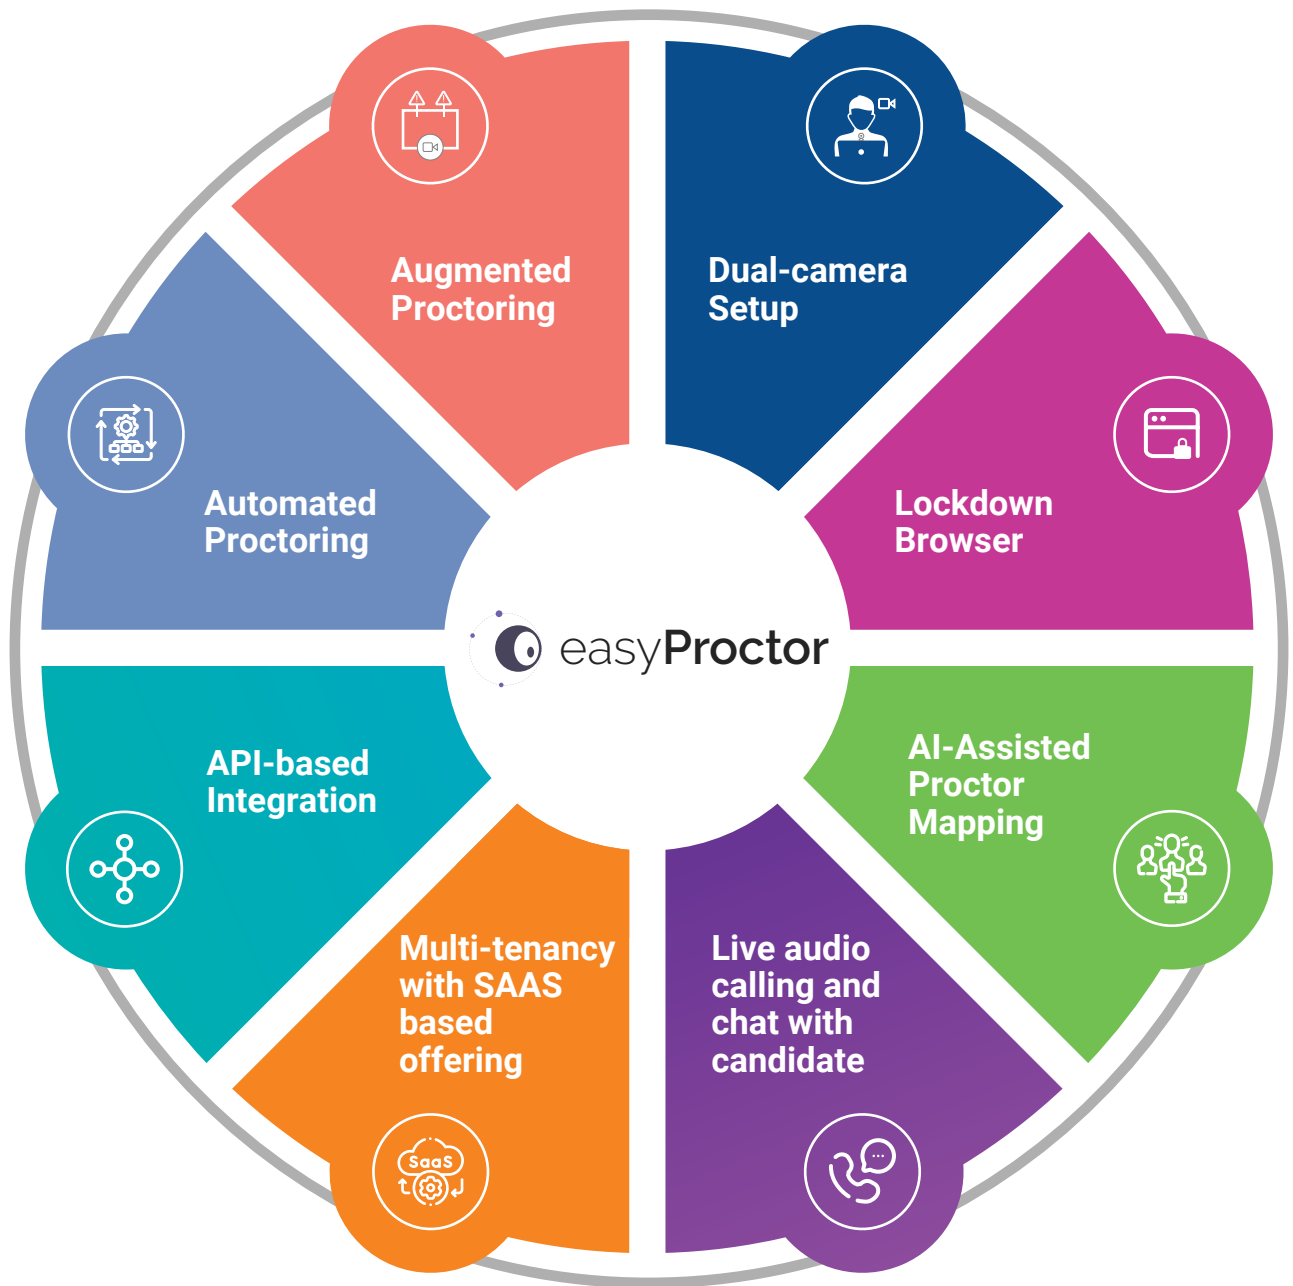 Augmented
Proctoring
Dual-camera
Setup
Lockdown
Browser
AI-Assisted
Proctor
Mapping
Live audio
calling and
chat with
candidate
Multi-tenancy
with SAAS
based
offering
SaaS
API-based
Integration
Automated
Proctoring
easyProctor